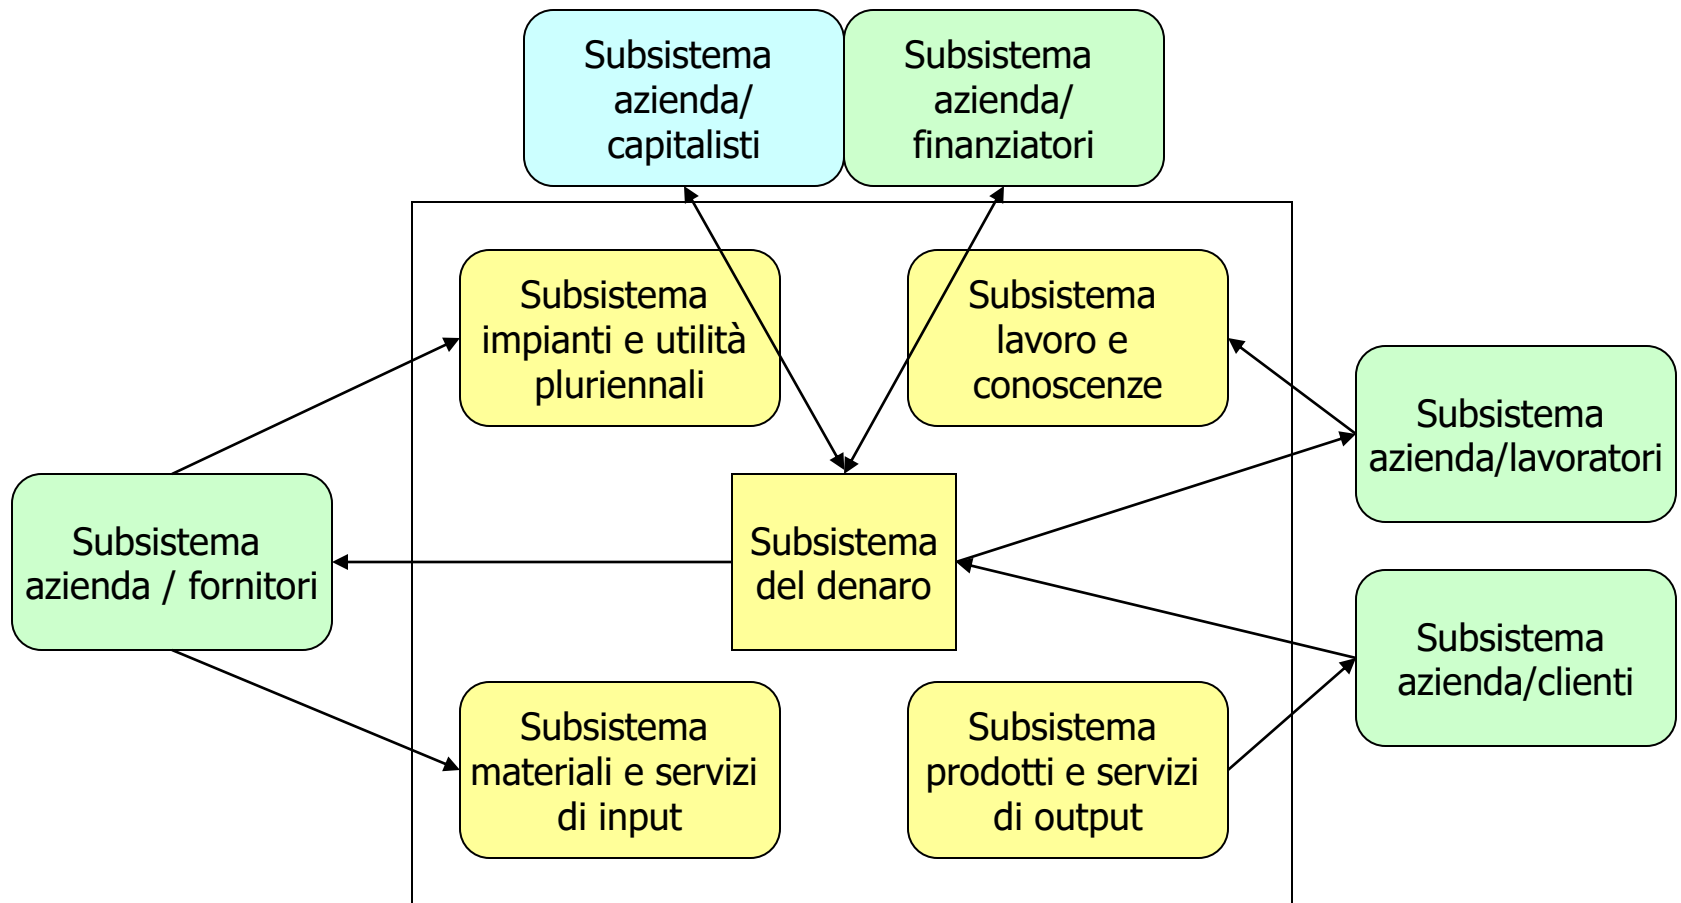 Subsistema
azienda/
capitalisti
Subsistema
azienda/
finanziatori
Subsistema
impianti e utilità
pluriennali
Subsistema
lavoro e
conoscenze
Subsistema
azienda/lavoratori
Subsistema
azienda / fornitori
Subsistema
del denaro
Subsistema
azienda/clienti
Subsistema
materiali e servizi
di input
Subsistema
prodotti e servizi
di output